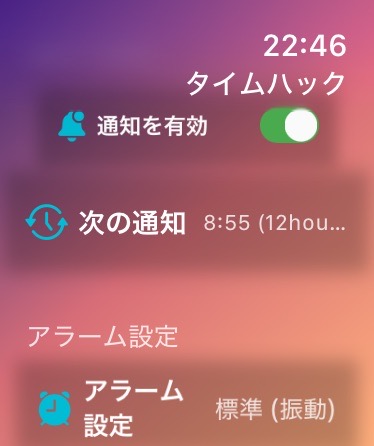 22:46
タイムハック
通知を有効
次の通知 8:55 (12hou…
アラーム設定
アラーム
設定 標準 (振動)